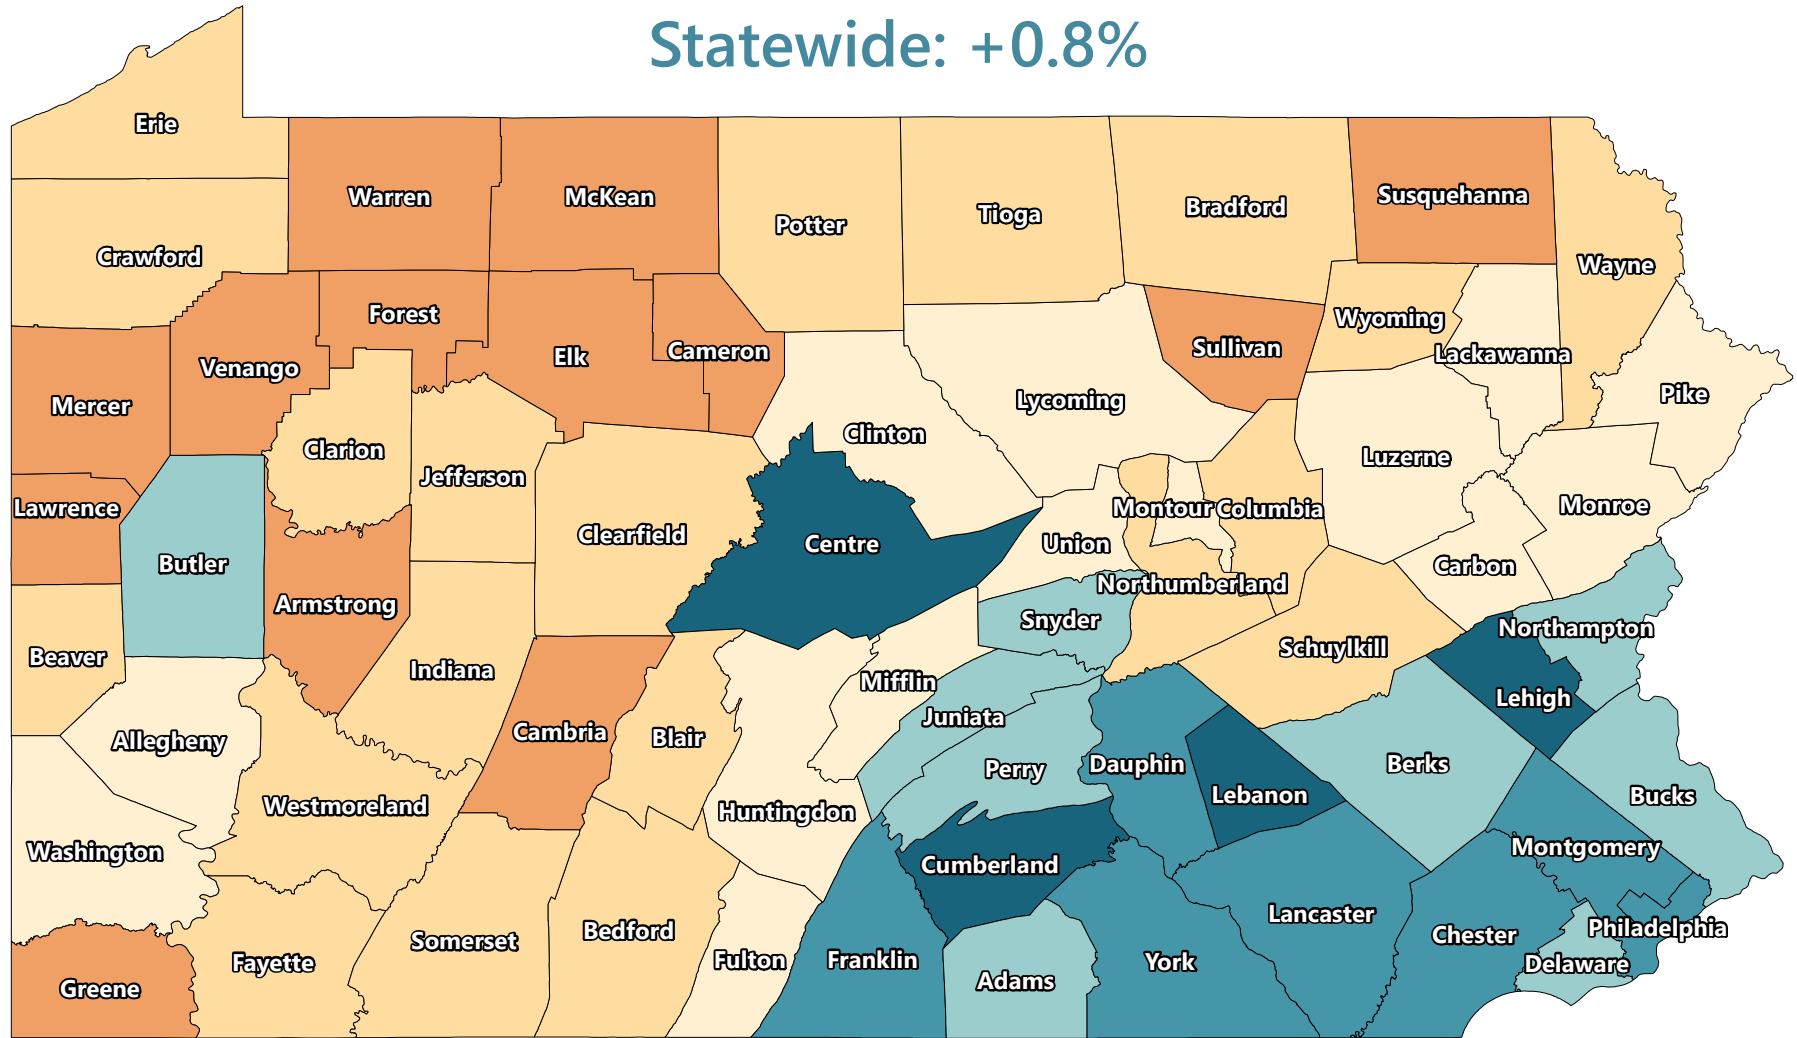 Statewide: +0.8%
Erie
Warren
McKean
Susquehanna
Potter
Tioga
Bradford
Crawford
Wayne
Forest
Wyoming
Venango
Elk
Cameron
Sullivan
Lackawanna
Mercer
Pike
Lycoming
Clinton
Clarion
Jefferson
Luzerne
Lawrence
Montour
Columbia
Monroe
Clearfield
Centre
Union
Butler
Carbon
Northumberland
Armstrong
Snyder
Northampton
Schuylkill
Beaver
Indiana
Mifflin
Lehigh
Juniata
Cambria
Blair
Allegheny
Perry
Dauphin
Berks
Lebanon
Bucks
Westmoreland
Huntingdon
Montgomery
Washington
Cumberland
Lancaster
Philadelphia
Chester
Bedford
Somerset
Fayette
Fulton
Franklin
York
Delaware
Adams
Greene